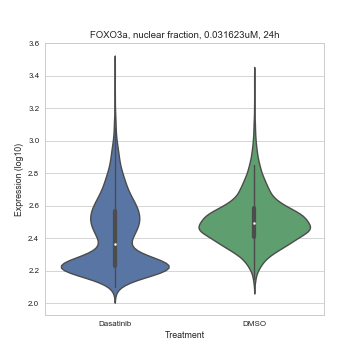 FOXO3a, nuclear fraction, 0.031623uM, 24h
3.6
3.4
3.2
3.0
2.8
2.6
2.4
2.2
2.0
Expression (log10)
Dasatinib
DMSO
Treatment